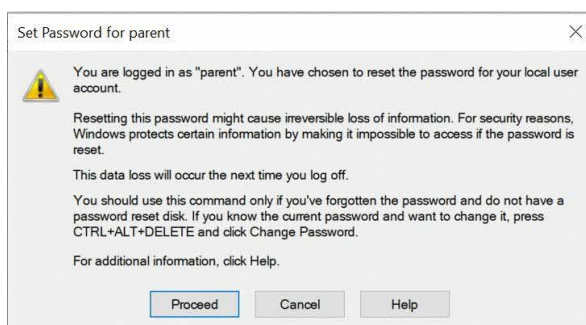 Set Password for parent
You are logged in as "parent". You have chosen to reset the password for your local user
account.
Resetting this password might cause irreversible loss of information. For security reasons,
Windows protects certain information by making it impossible to access if the password is
reset.
This data loss will occur the next time you log off.
You should use this command only if you've forgotten the password and do not have a
password reset disk. If you know the current password and want to change it, press
CTRL+ALT+DELETE and click Change Password.
For additional information, click Help.
Proceed Cancel Help